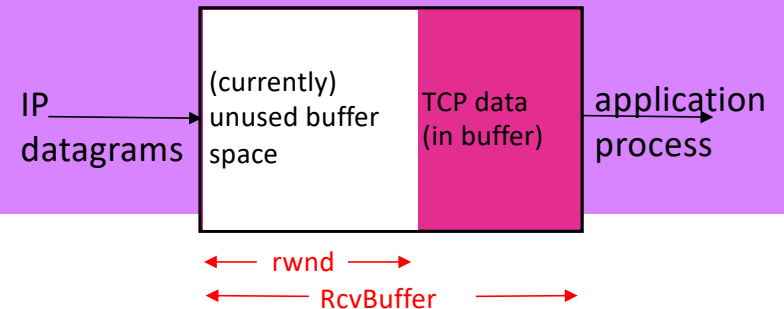 IP
datagrams
(currently)
unused buffer
space
TCP data
(in buffer)
application
process
rwnd
RcvBuffer